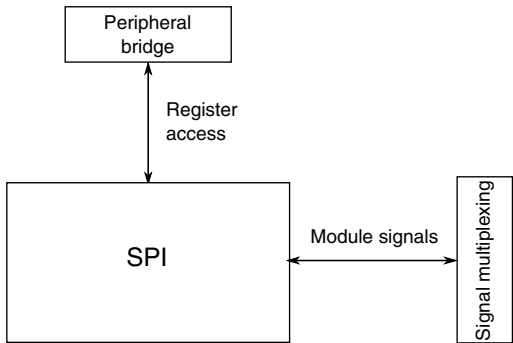 Peripheral
bridge
Register
access
SPI
Module signals
Signal multiplexing